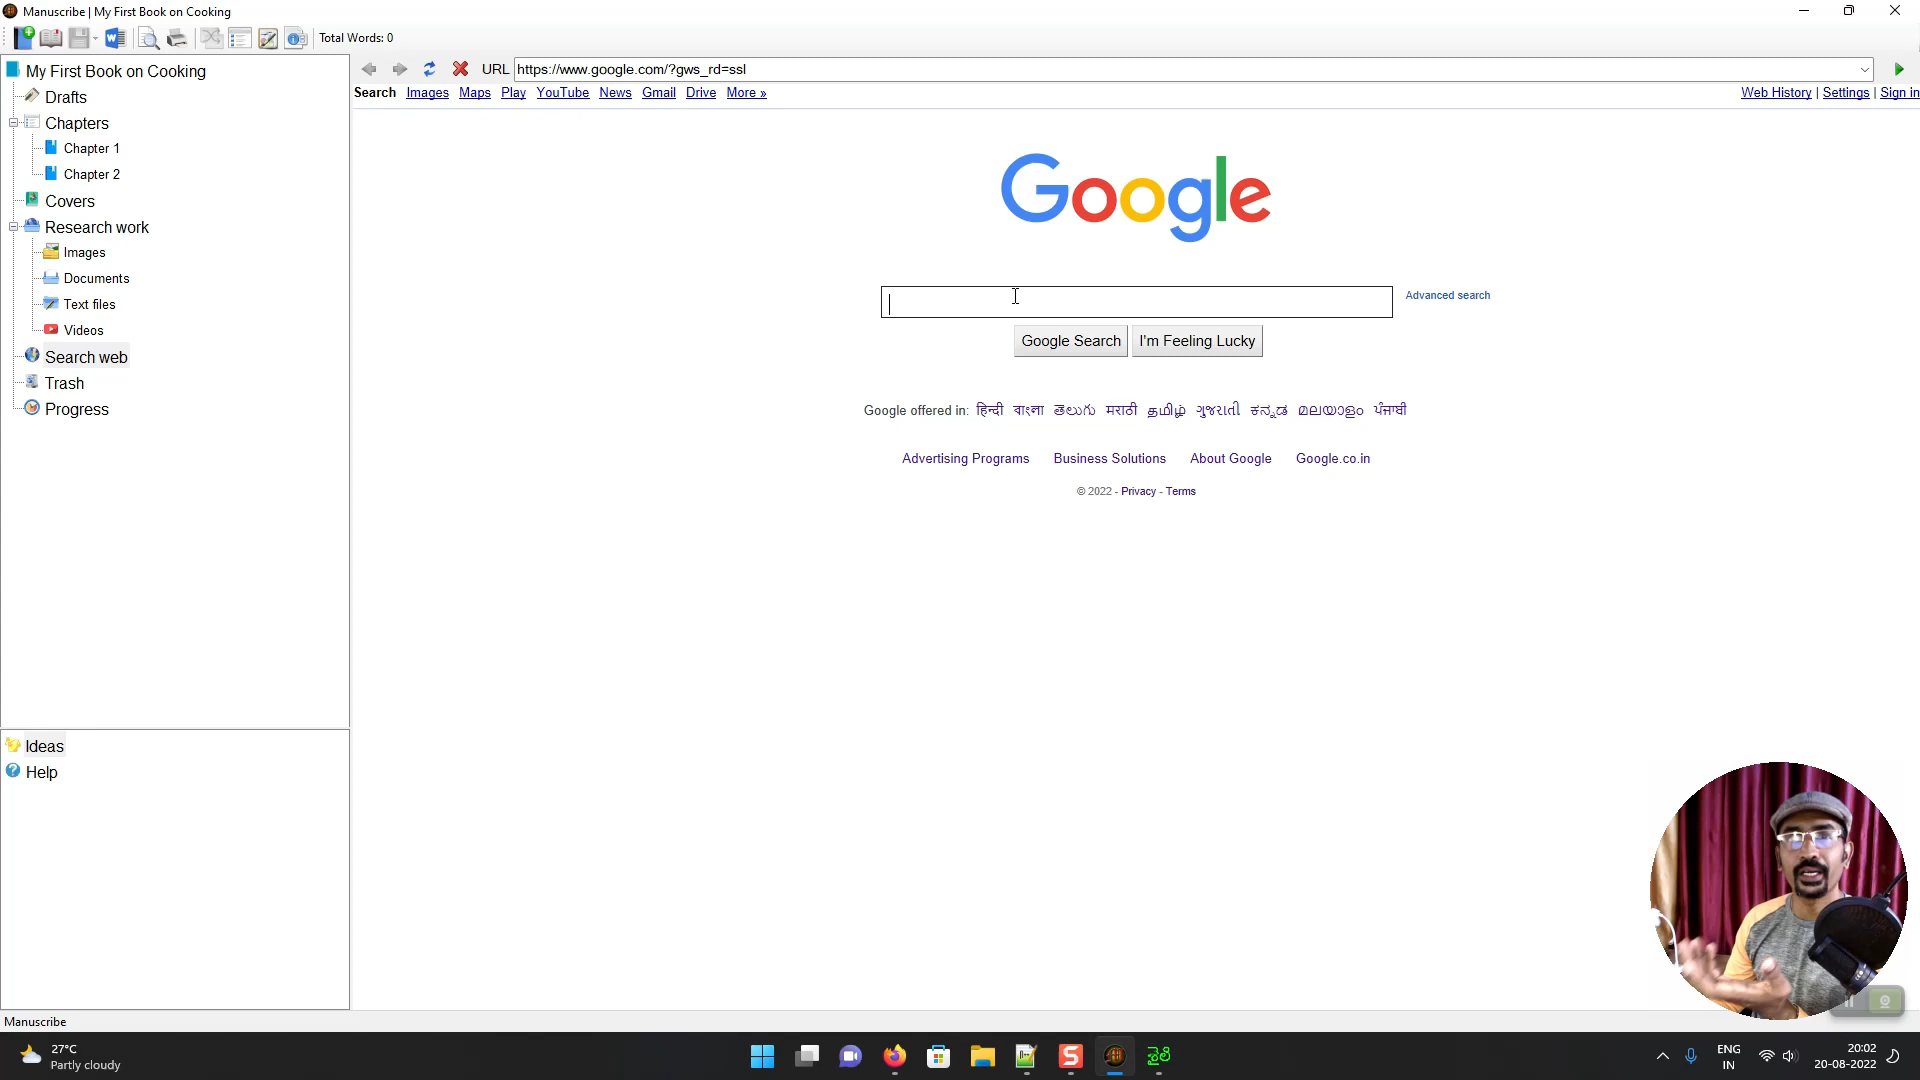 Manuscribe | My First Book on Cooking
Total Words: 0
My First Book on Cooking
Drafts
Chapters
Chapter 1
Chapter 2
Covers
Research work
Images
Documents
Text files
Videos
Search web
Trash
Progress
Ideas
Help
URL https://www.google.com/?gws_rd=ssl
Search Images Maps Play YouTube News Gmail Drive More »
Web History | Settings | Sign in
Google
Advanced search
Google Search I'm Feeling Lucky
Google offered in: हिन्दी বাংলা తెలుగు मराठी தமிழ் ગુજરાતી ಕನ್ನಡ മലയാളം ਪੰਜਾਬੀ
Advertising Programs Business Solutions About Google Google.co.in
© 2022 - Privacy - Terms
Manuscribe
27°C
Partly cloudy
శైలి
ENG
IN
20:02
20-08-2022